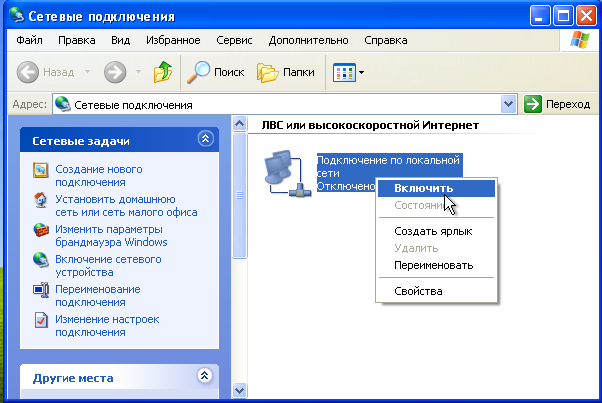 Сетевые подключения
Файл Правка Вид Избранное Сервис Дополнительно Справка
Назад Поиск Папки
Адрес: Сетевые подключения Переход
Сетевые задачи
Создание нового
подключения
Установить домашнюю
сеть или сеть малого офиса
Изменить параметры
брандмауэра Windows
Включение сетевого
устройства
Переименование
подключения
Изменение настроек
подключения
Другие места
ЛВС или высокоскоростной Интернет
Подключение по локальной
сети
Отключено
Включить
Состояние
Создать ярлык
Удалить
Переименовать
Свойства